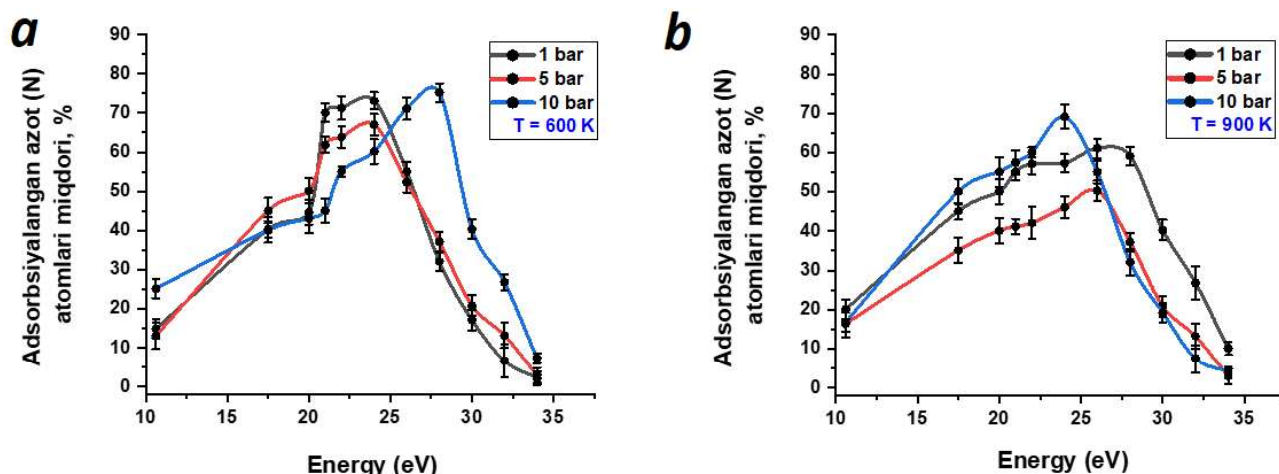 a
Adsorbsiyalangan azot (N)
atomlari miqdori, %
90
80
70
60
50
40
30
20
10
0
10 15 20 25 30 35
Energy (eV)
1 bar
5 bar
10 bar
T = 600 K
b
Adsorbsiyalangan azot (N)
atomlari miqdori, %
90
80
70
60
50
40
30
20
10
0
10 15 20 25 30 35
Energy (eV)
1 bar
5 bar
10 bar
T = 900 K